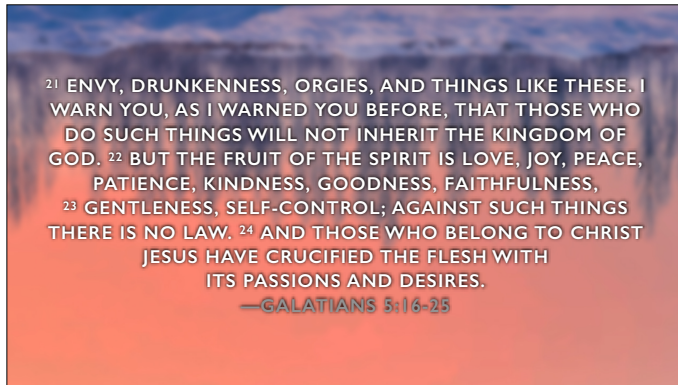 ²¹ ENVY, DRUNKENNESS, ORGIES, AND THINGS LIKE THESE. I
WARN YOU, AS I WARNED YOU BEFORE, THAT THOSE WHO
DO SUCH THINGS WILL NOT INHERIT THE KINGDOM OF
GOD. ²² BUT THE FRUIT OF THE SPIRIT IS LOVE, JOY, PEACE,
PATIENCE, KINDNESS, GOODNESS, FAITHFULNESS,
²³ GENTLENESS, SELF-CONTROL; AGAINST SUCH THINGS
THERE IS NO LAW. ²⁴ AND THOSE WHO BELONG TO CHRIST
JESUS HAVE CRUCIFIED THE FLESH WITH
ITS PASSIONS AND DESIRES.
—GALATIANS 5:16-25